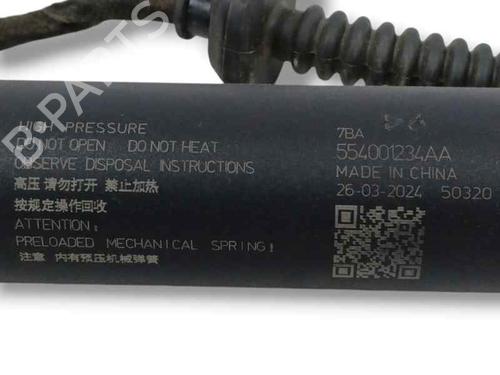 HIGH PRESSURE
DO NOT OPEN DO NOT HEAT
OBSERVE DISPOSAL INSTRUCTIONS
高压 请勿打开 禁止加热
按规定操作回收
ATTENTION:
PRELOADED MECHANICAL SPRING!
注意 内有预压机械弹簧
7BA
554001234AA
MADE IN CHINA
26-03-2024 50320
B-PARTS